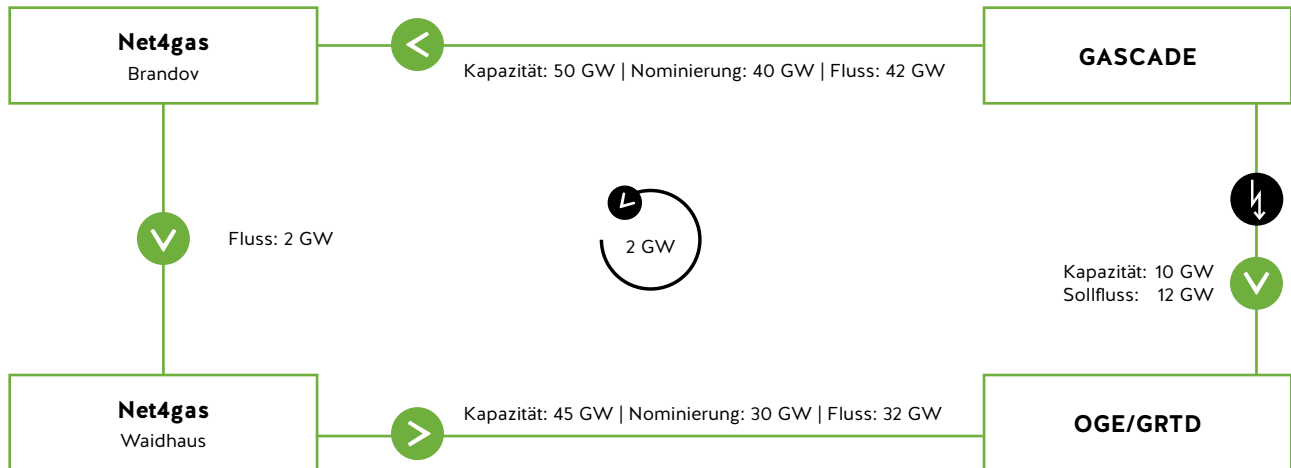 Net4gas
Brandov
GASCADE
Kapazität: 50 GW | Nominierung: 40 GW | Fluss: 42 GW
Fluss: 2 GW
2 GW
Kapazität: 10 GW
Sollfluss: 12 GW
Net4gas
Waidhaus
Kapazität: 45 GW | Nominierung: 30 GW | Fluss: 32 GW
OGE/GRTD